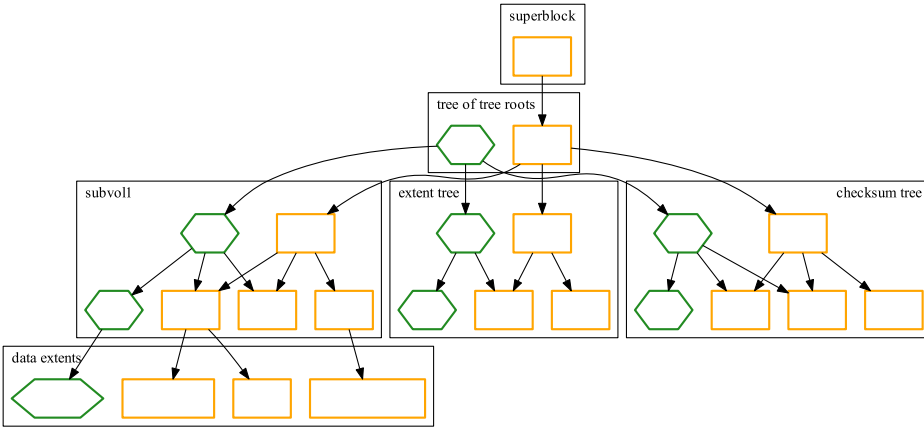 superblock
tree of tree roots
subvol1
extent tree
checksum tree
data extents